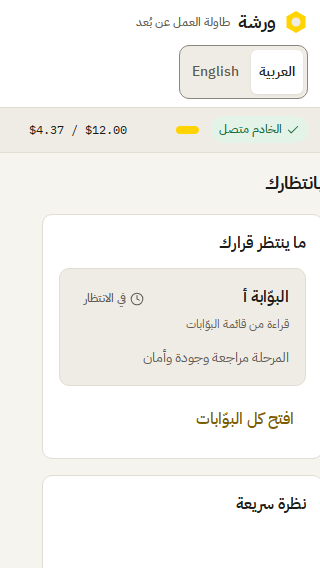 ورشة طاولة العمل عن بُعد
العربية English
الخادم متصل $4.37 / $12.00
بانتظارك
ما ينتظر قرارك
البوّابة أ في الانتظار
قراءة من قائمة البوّابات
المرحلة مراجعة وجودة وأمان
افتح كل البوّابات
نظرة سريعة